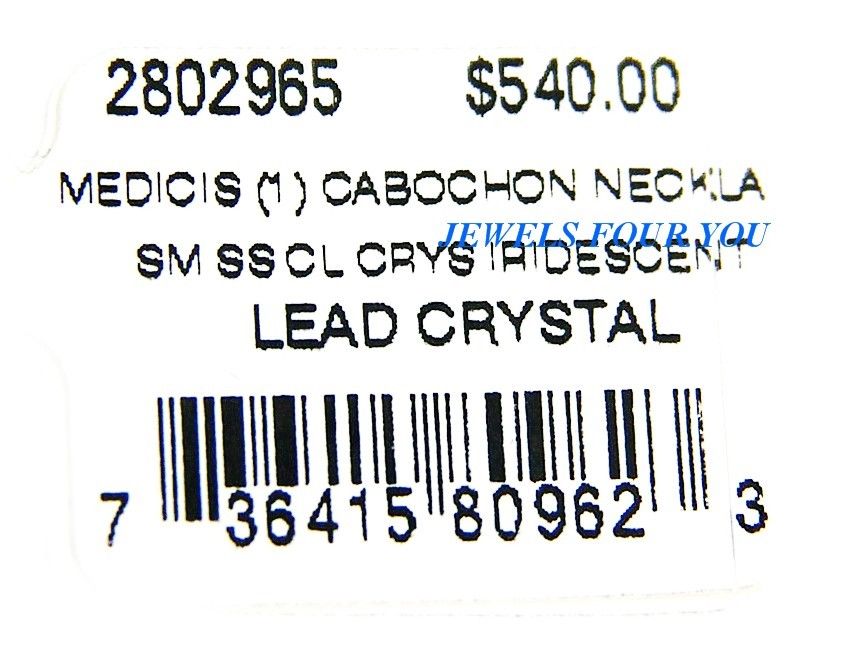 2802965 $540.00
MEDICIS (1) CABOCHON NECKLA
JEWELS FOUR YOU
SM SS CL CRYS IRIDESCENT
LEAD CRYSTAL
7 36415 80962 3